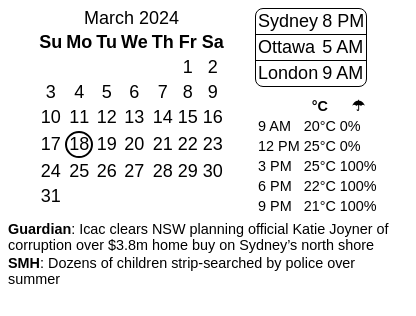 March 2024
Su Mo Tu We Th Fr Sa
1 2
3 4 5 6 7 8 9
10 11 12 13 14 15 16
17 18 19 20 21 22 23
24 25 26 27 28 29 30
31
Sydney 8 PM
Ottawa 5 AM
London 9 AM
°C ☂
9 AM 20°C 0%
12 PM 25°C 0%
3 PM 25°C 100%
6 PM 22°C 100%
9 PM 21°C 100%
Guardian: Icac clears NSW planning official Katie Joyner of
corruption over $3.8m home buy on Sydney’s north shore
SMH: Dozens of children strip-searched by police over
summer